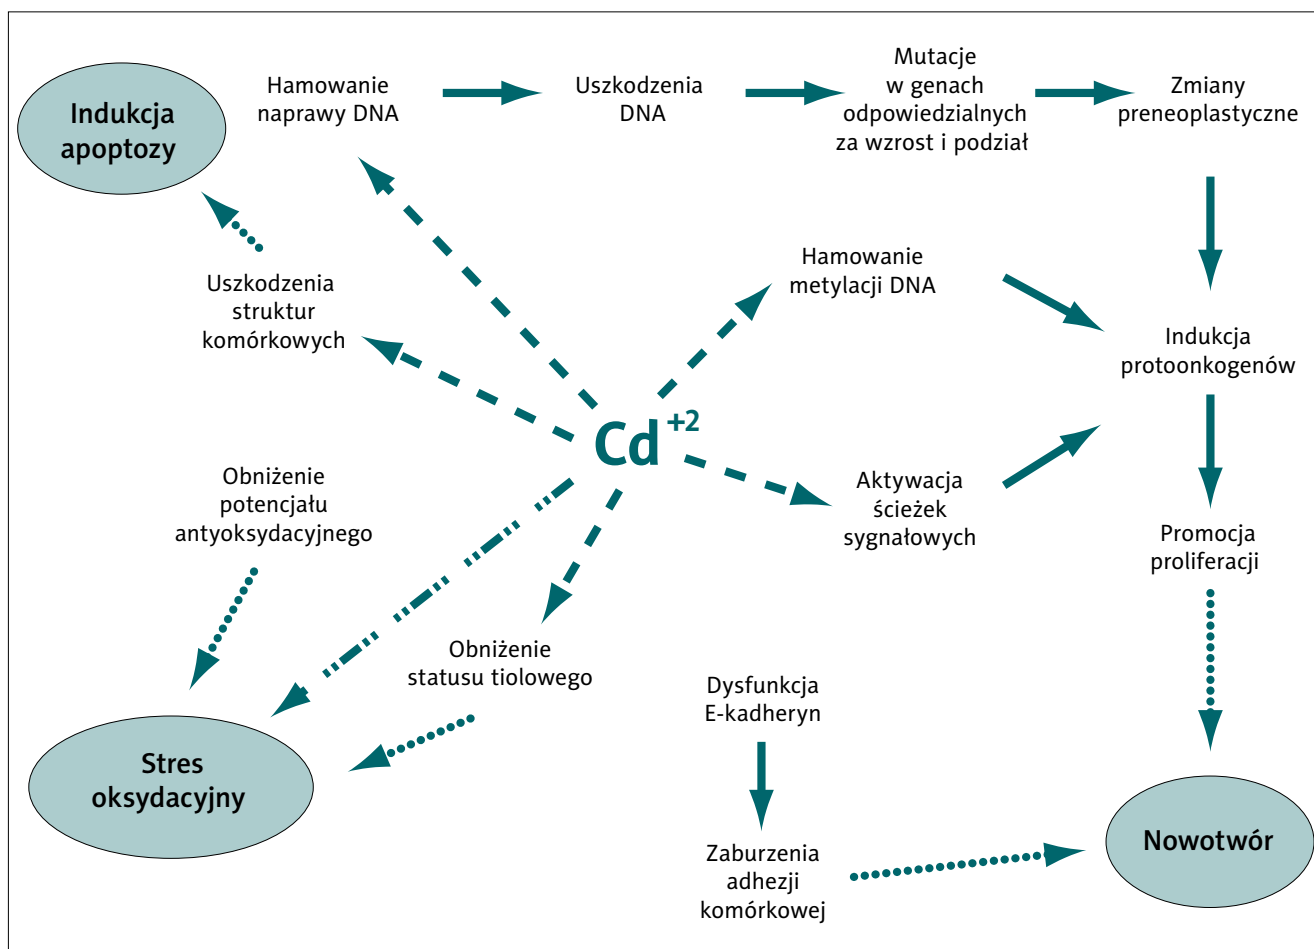 Indukcja
apoptozy
Hamowanie
naprawy DNA
Uszkodzenia
DNA
Mutacje
w genach
odpowiedzialnych
za wzrost i podział
Zmiany
preneoplastyczne
Uszkodzenia
struktur
komórkowych
Hamowanie
metylacji DNA
Indukcja
protoonkogenów
Cd+2
Obniżenie
potencjału
antyoksydacyjnego
Aktywacja
ścieżek
sygnałowych
Promocja
proliferacji
Obniżenie
statusu tiolowego
Dysfunkcja
E-kadheryn
Stres
oksydacyjny
Zaburzenia
adhezji
komórkowej
Nowotwór